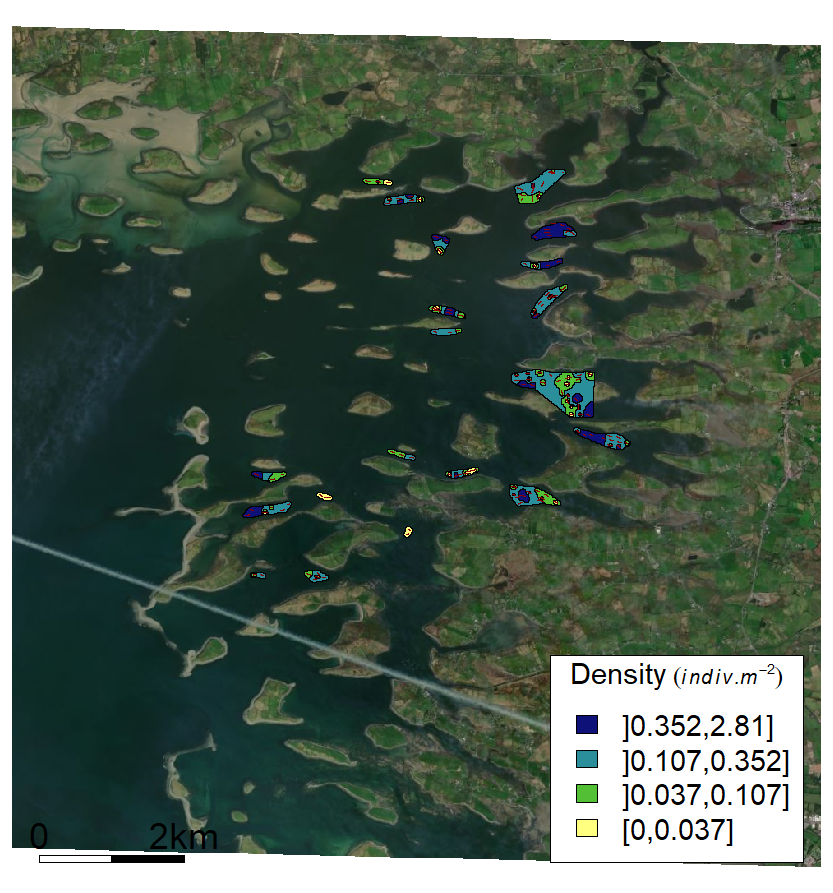 Density (indiv.m−2)
]0.352,2.81]
]0.107,0.352]
]0.037,0.107]
[0,0.037]
0 2km